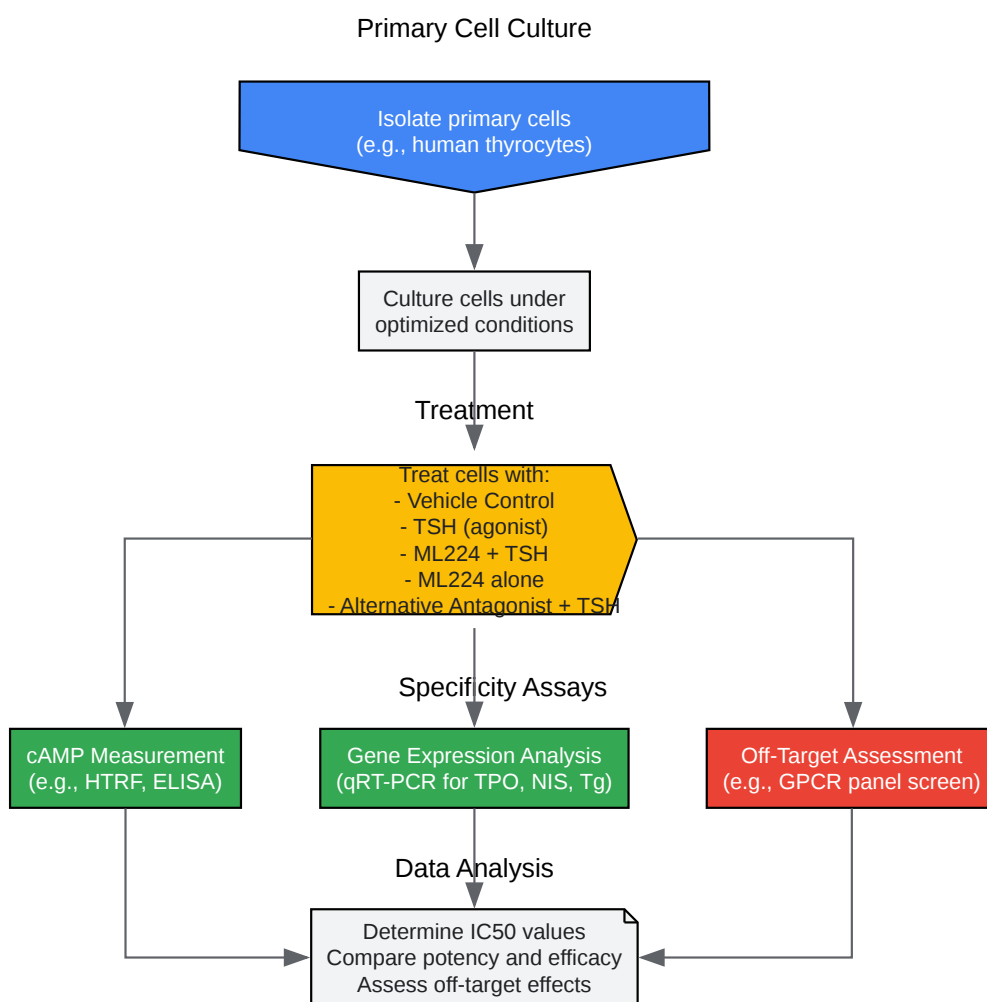 Primary Cell Culture
Isolate primary cells
(e.g., human thyrocytes)
Culture cells under
optimized conditions
Treatment
Treat cells with:
- Vehicle Control
- TSH (agonist)
- ML224 + TSH
- ML224 alone
- Alternative Antagonist + TSH
Specificity Assays
cAMP Measurement
(e.g., HTRF, ELISA)
Gene Expression Analysis
(qRT-PCR for TPO, NIS, Tg)
Off-Target Assessment
(e.g., GPCR panel screen)
Data Analysis
Determine IC50 values
Compare potency and efficacy
Assess off-target effects